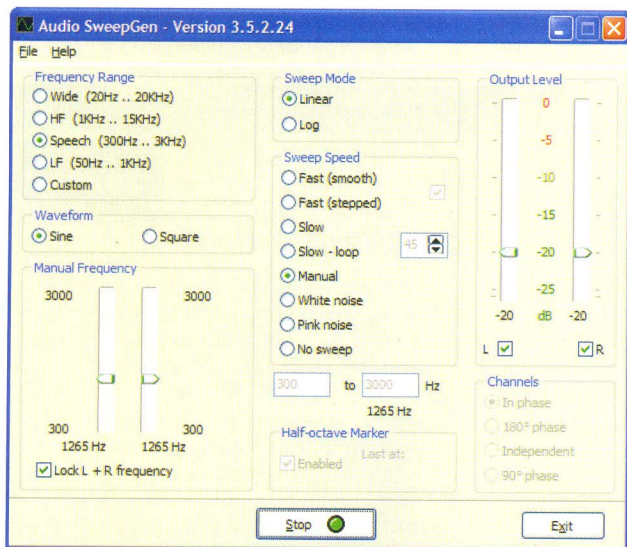 Audio SweepGen - Version 3.5.2.24
File Help
Frequency Range
Wide (20Hz .. 20KHz)
HF (1KHz .. 15KHz)
Speech (300Hz .. 3KHz)
LF (50Hz .. 1KHz)
Custom
Waveform
Sine
Square
Manual Frequency
3000 3000
300 300
1265 Hz 1265 Hz
Lock L + R frequency
Sweep Mode
Linear
Log
Sweep Speed
Fast (smooth)
Fast (stepped)
Slow
Slow - loop
45
Manual
White noise
Pink noise
No sweep
300 to 3000 Hz
1265 Hz
Half-octave Marker
Enabled
Last at:
Output Level
0
-5
-10
-15
-20
-25
-20 dB -20
L R
Channels
In phase
180° phase
Independent
90° phase
Stop
Exit